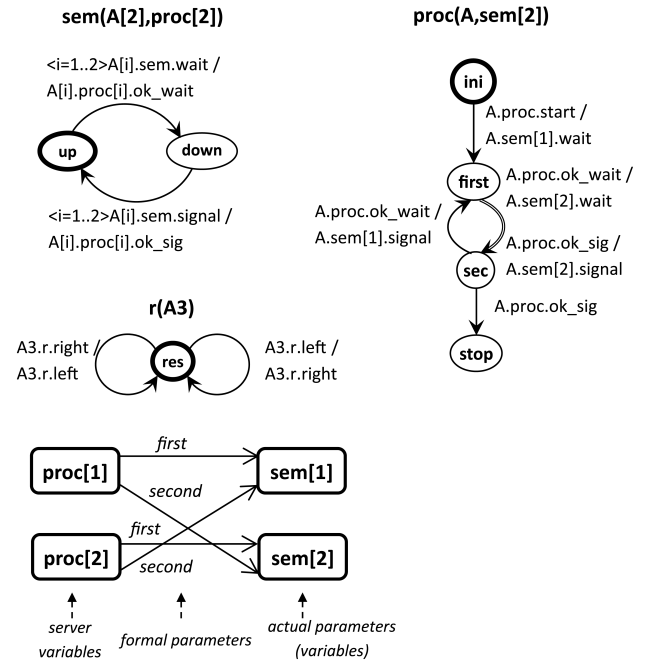 sem(A[2],proc[2])
<i=1..2>A[i].sem.wait /
A[i].proc[i].ok_wait
up
down
<i=1..2>A[i].sem.signal /
A[i].proc[i].ok_sig
proc(A,sem[2])
ini
A.proc.start /
A.sem[1].wait
first
A.proc.ok_wait /
A.sem[2].wait
A.proc.ok_wait /
A.sem[1].signal
A.proc.ok_sig /
A.sem[2].signal
sec
A.proc.ok_sig
stop
r(A3)
A3.r.right /
A3.r.left
res
A3.r.left /
A3.r.right
proc[1]
first
sem[1]
second
proc[2]
first
sem[2]
second
server
variables
formal parameters
actual parameters
(variables)